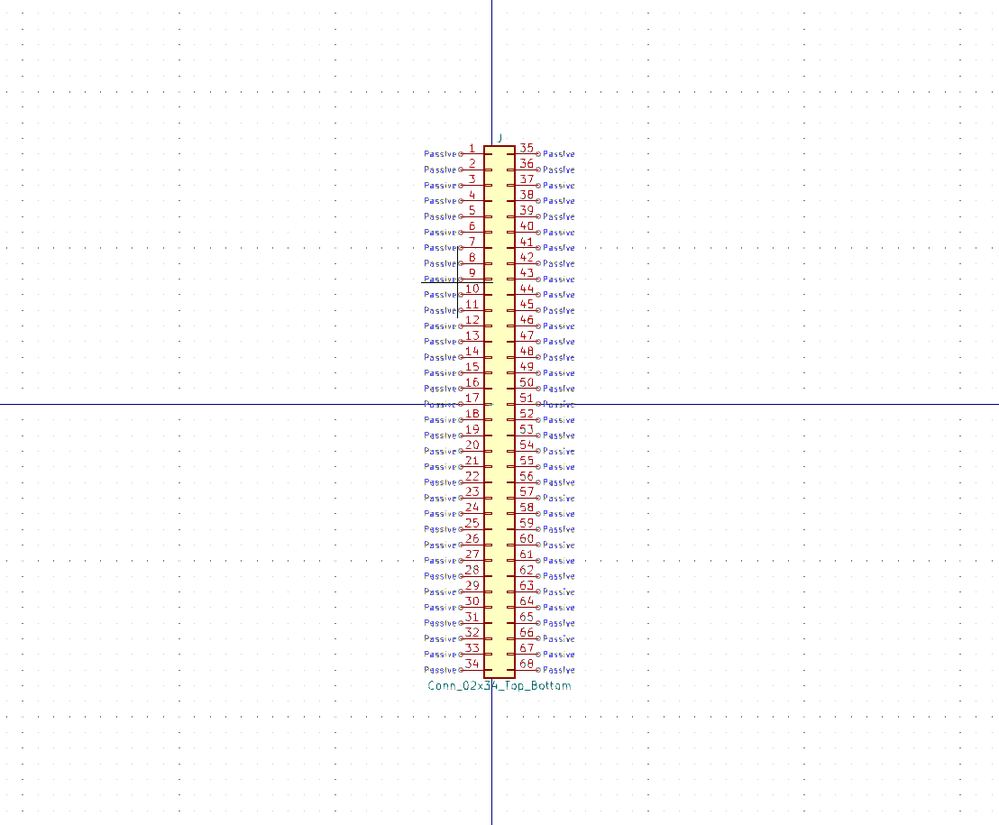 J
Passive 1 35 Passive
Passive 2 36 Passive
Passive 3 37 Passive
Passive 4 38 Passive
Passive 5 39 Passive
Passive 6 40 Passive
Passive 7 41 Passive
Passive 8 42 Passive
Passive 9 43 Passive
Passive 10 44 Passive
Passive 11 45 Passive
Passive 12 46 Passive
Passive 13 47 Passive
Passive 14 48 Passive
Passive 15 49 Passive
Passive 16 50 Passive
Passive 17 51 Passive
Passive 18 52 Passive
Passive 19 53 Passive
Passive 20 54 Passive
Passive 21 55 Passive
Passive 22 56 Passive
Passive 23 57 Passive
Passive 24 58 Passive
Passive 25 59 Passive
Passive 26 60 Passive
Passive 27 61 Passive
Passive 28 62 Passive
Passive 29 63 Passive
Passive 30 64 Passive
Passive 31 65 Passive
Passive 32 66 Passive
Passive 33 67 Passive
Passive 34 68 Passive
Conn_02x34_Top_Bottom